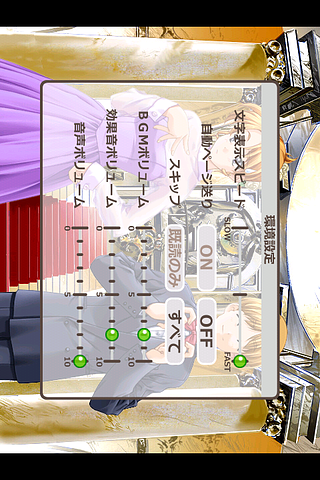 環境設定
文字表示スピード
SLOW
FAST
自動ページ送り
ON
OFF
スキップ
既読のみ
すべて
BGMボリューム
0
5
10
効果音ボリューム
0
5
10
音声ボリューム
0
5
10